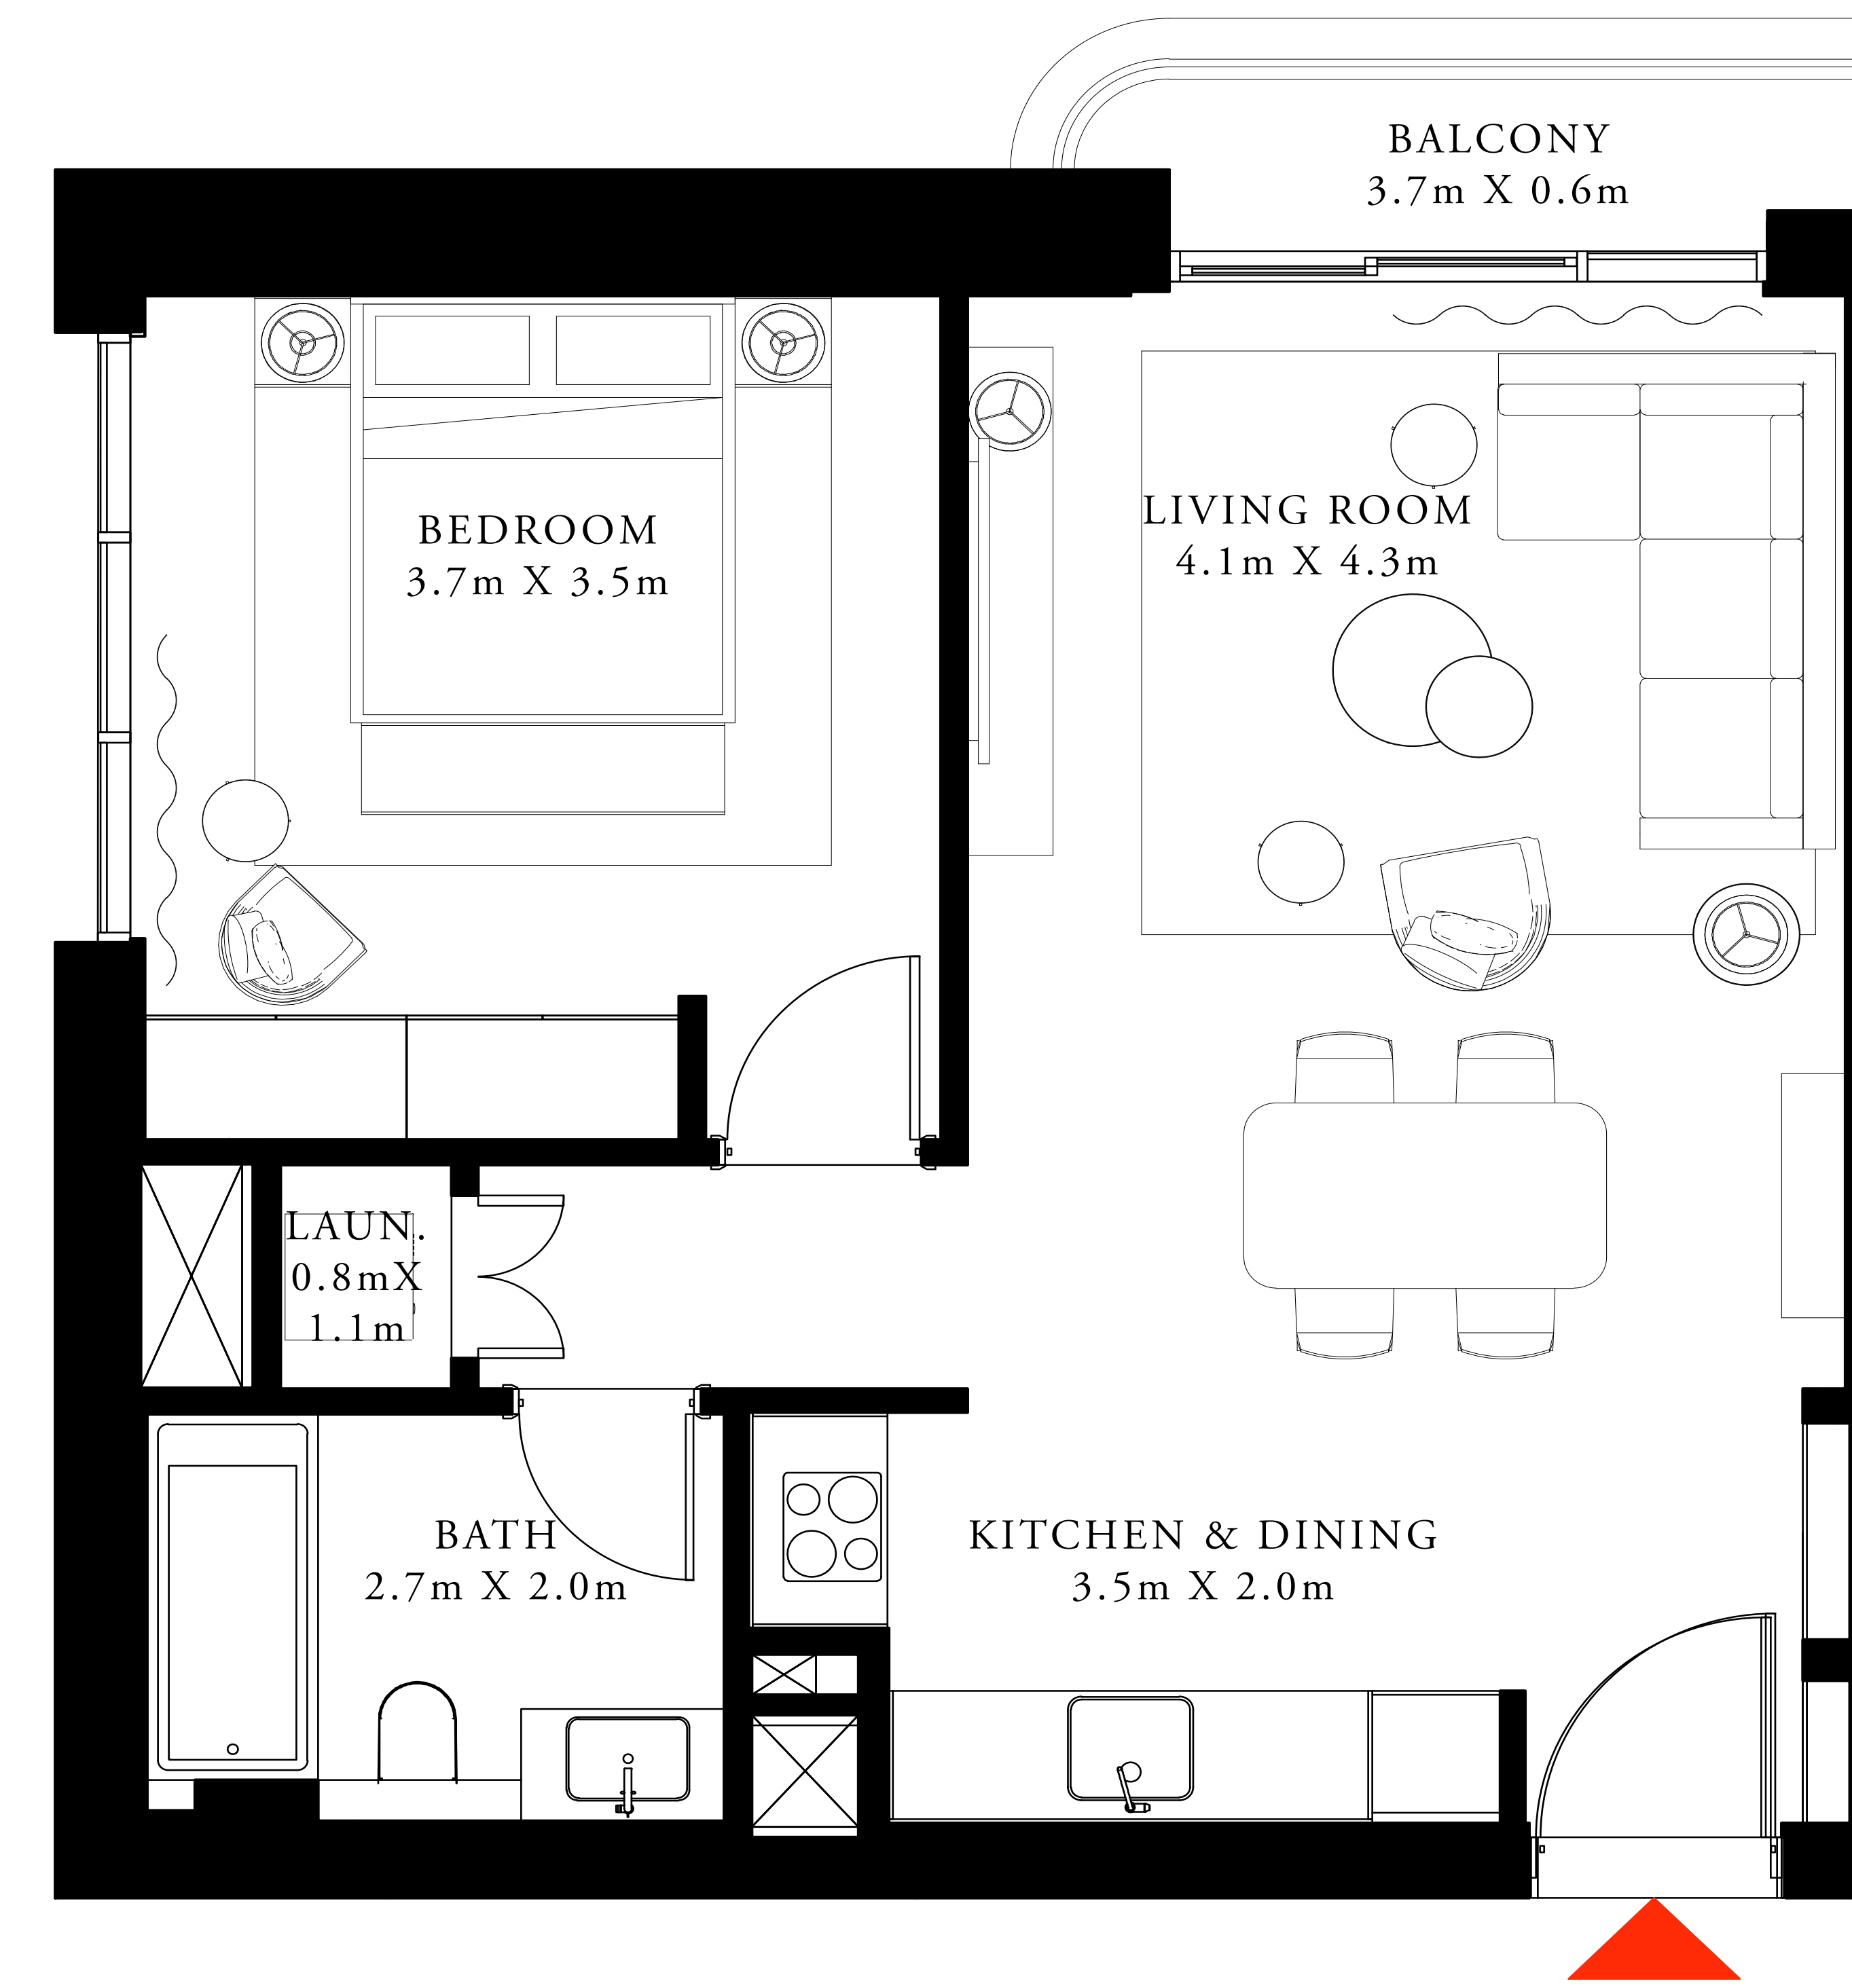 BALCONY
3.7m X 0.6m
BEDROOM
3.7m X 3.5m
LIVING ROOM
4.1m X 4.3m
LAUN.
0.8mX
1.1m
BATH
2.7m X 2.0m
KITCHEN & DINING
3.5m X 2.0m